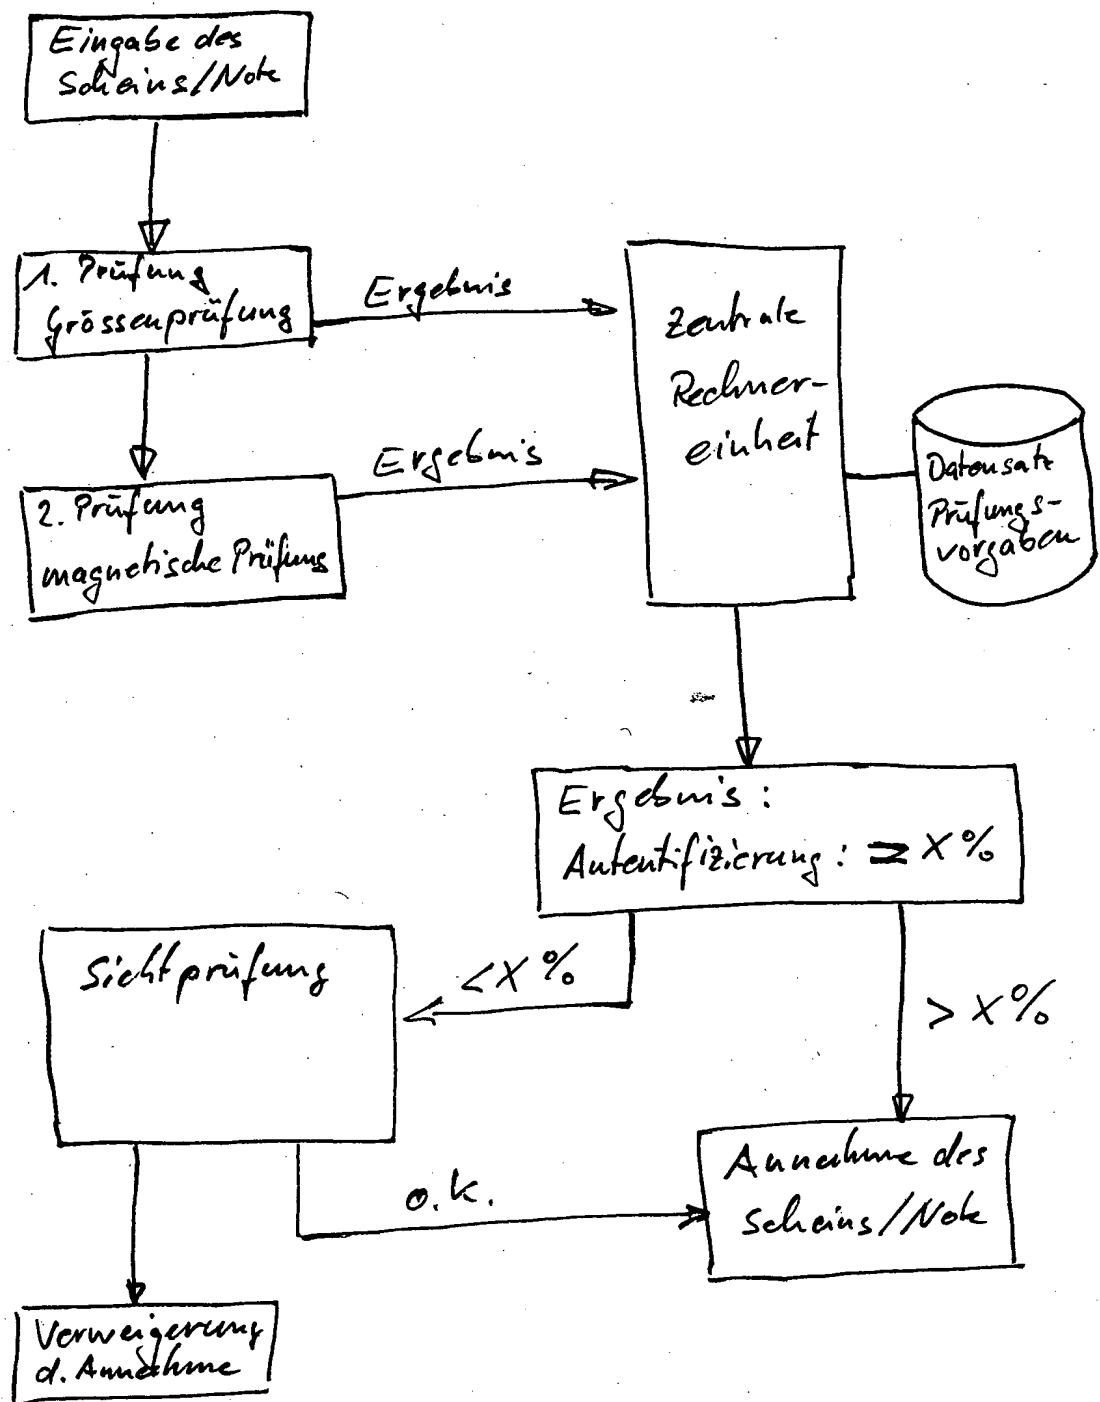 Eingabe des
Scheins/Note
1. Prüfung
Grössenprüfung
Ergebnis
Zentrale
Rechner-
einheit
Ergebnis
2. Prüfung
magnetische Prüfung
Datensatz
Prüfungs-
vorgaben
Ergebnis:
Autentifizierung: = X%
Sichtprüfung
<X%
> X%
Annahme des
Scheins/Note
o.k.
Verweigerung
d. Annahme